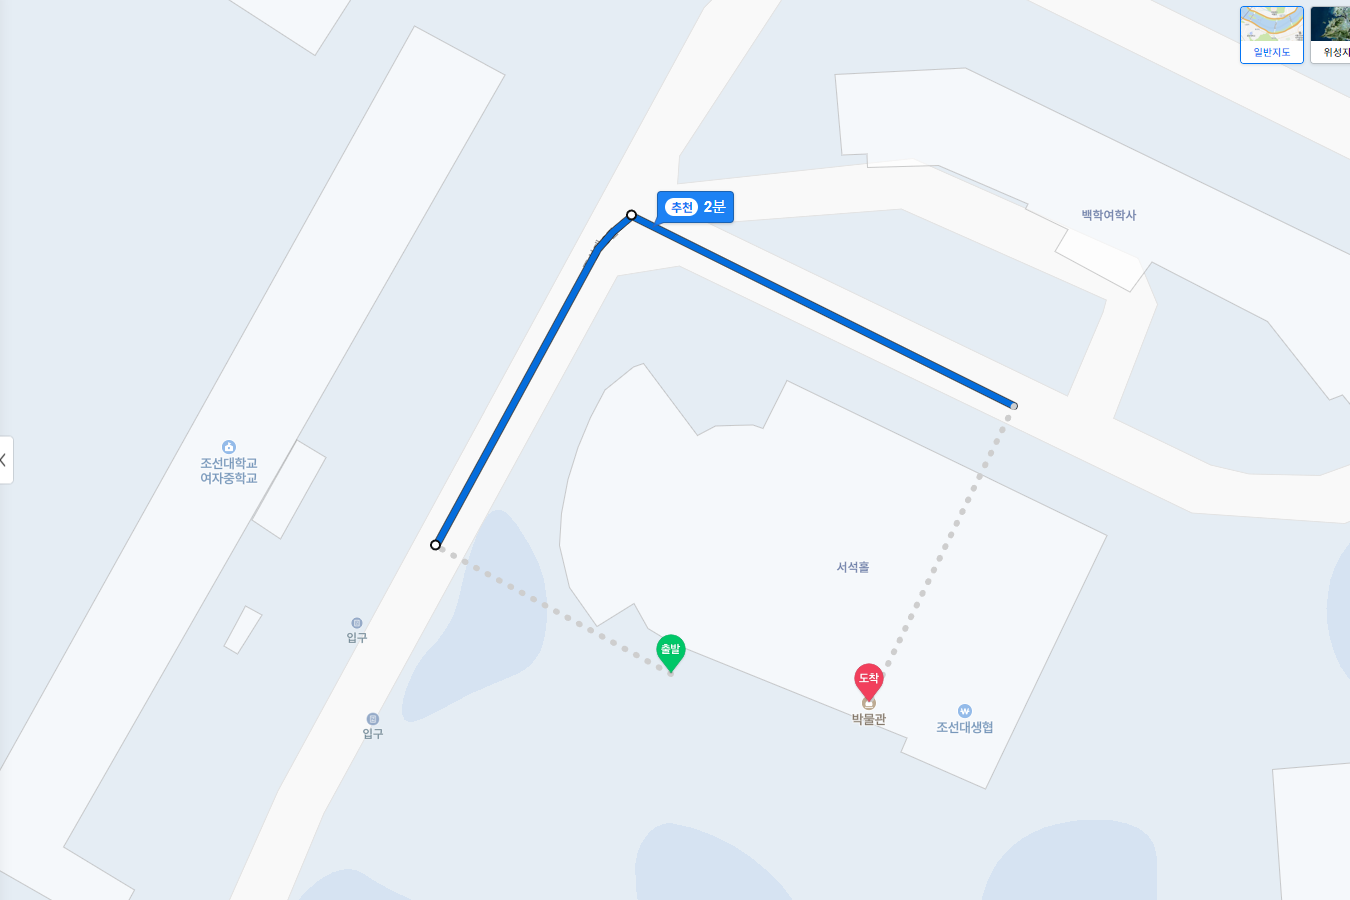 일반지도
위성지
추천 2분
백학여학사
조선대학교
여자중학교
서석홀
입구
출발
도착
박물관
조선대생협
입구